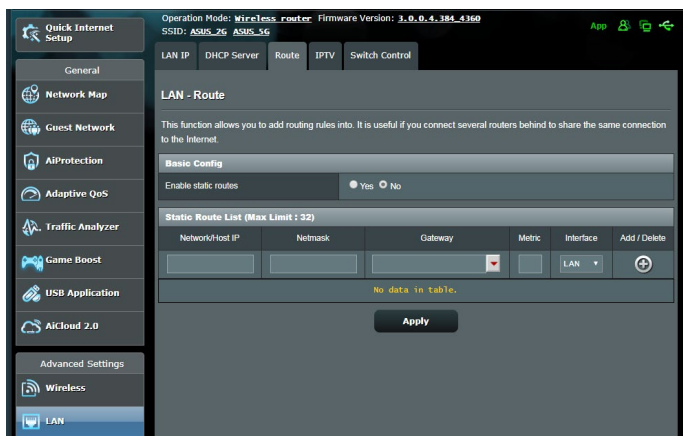 Quick Internet
Setup
Operation Mode: Wireless router Firmware Version: 3.0.0.4.384_4360
SSID: ASUS_2G ASUS_5G
App
LAN IP DHCP Server Route IPTV Switch Control
General
Network Map
Guest Network
AiProtection
Adaptive QoS
Traffic Analyzer
Game Boost
USB Application
AiCloud 2.0
Advanced Settings
Wireless
LAN
LAN - Route
This function allows you to add routing rules into. It is useful if you connect several routers behind to share the same connection
to the Internet.
Basic Config
Enable static routes Yes No
Static Route List (Max Limit : 32)
Network/Host IP Netmask Gateway Metric Interface Add / Delete
LAN
No data in table.
Apply